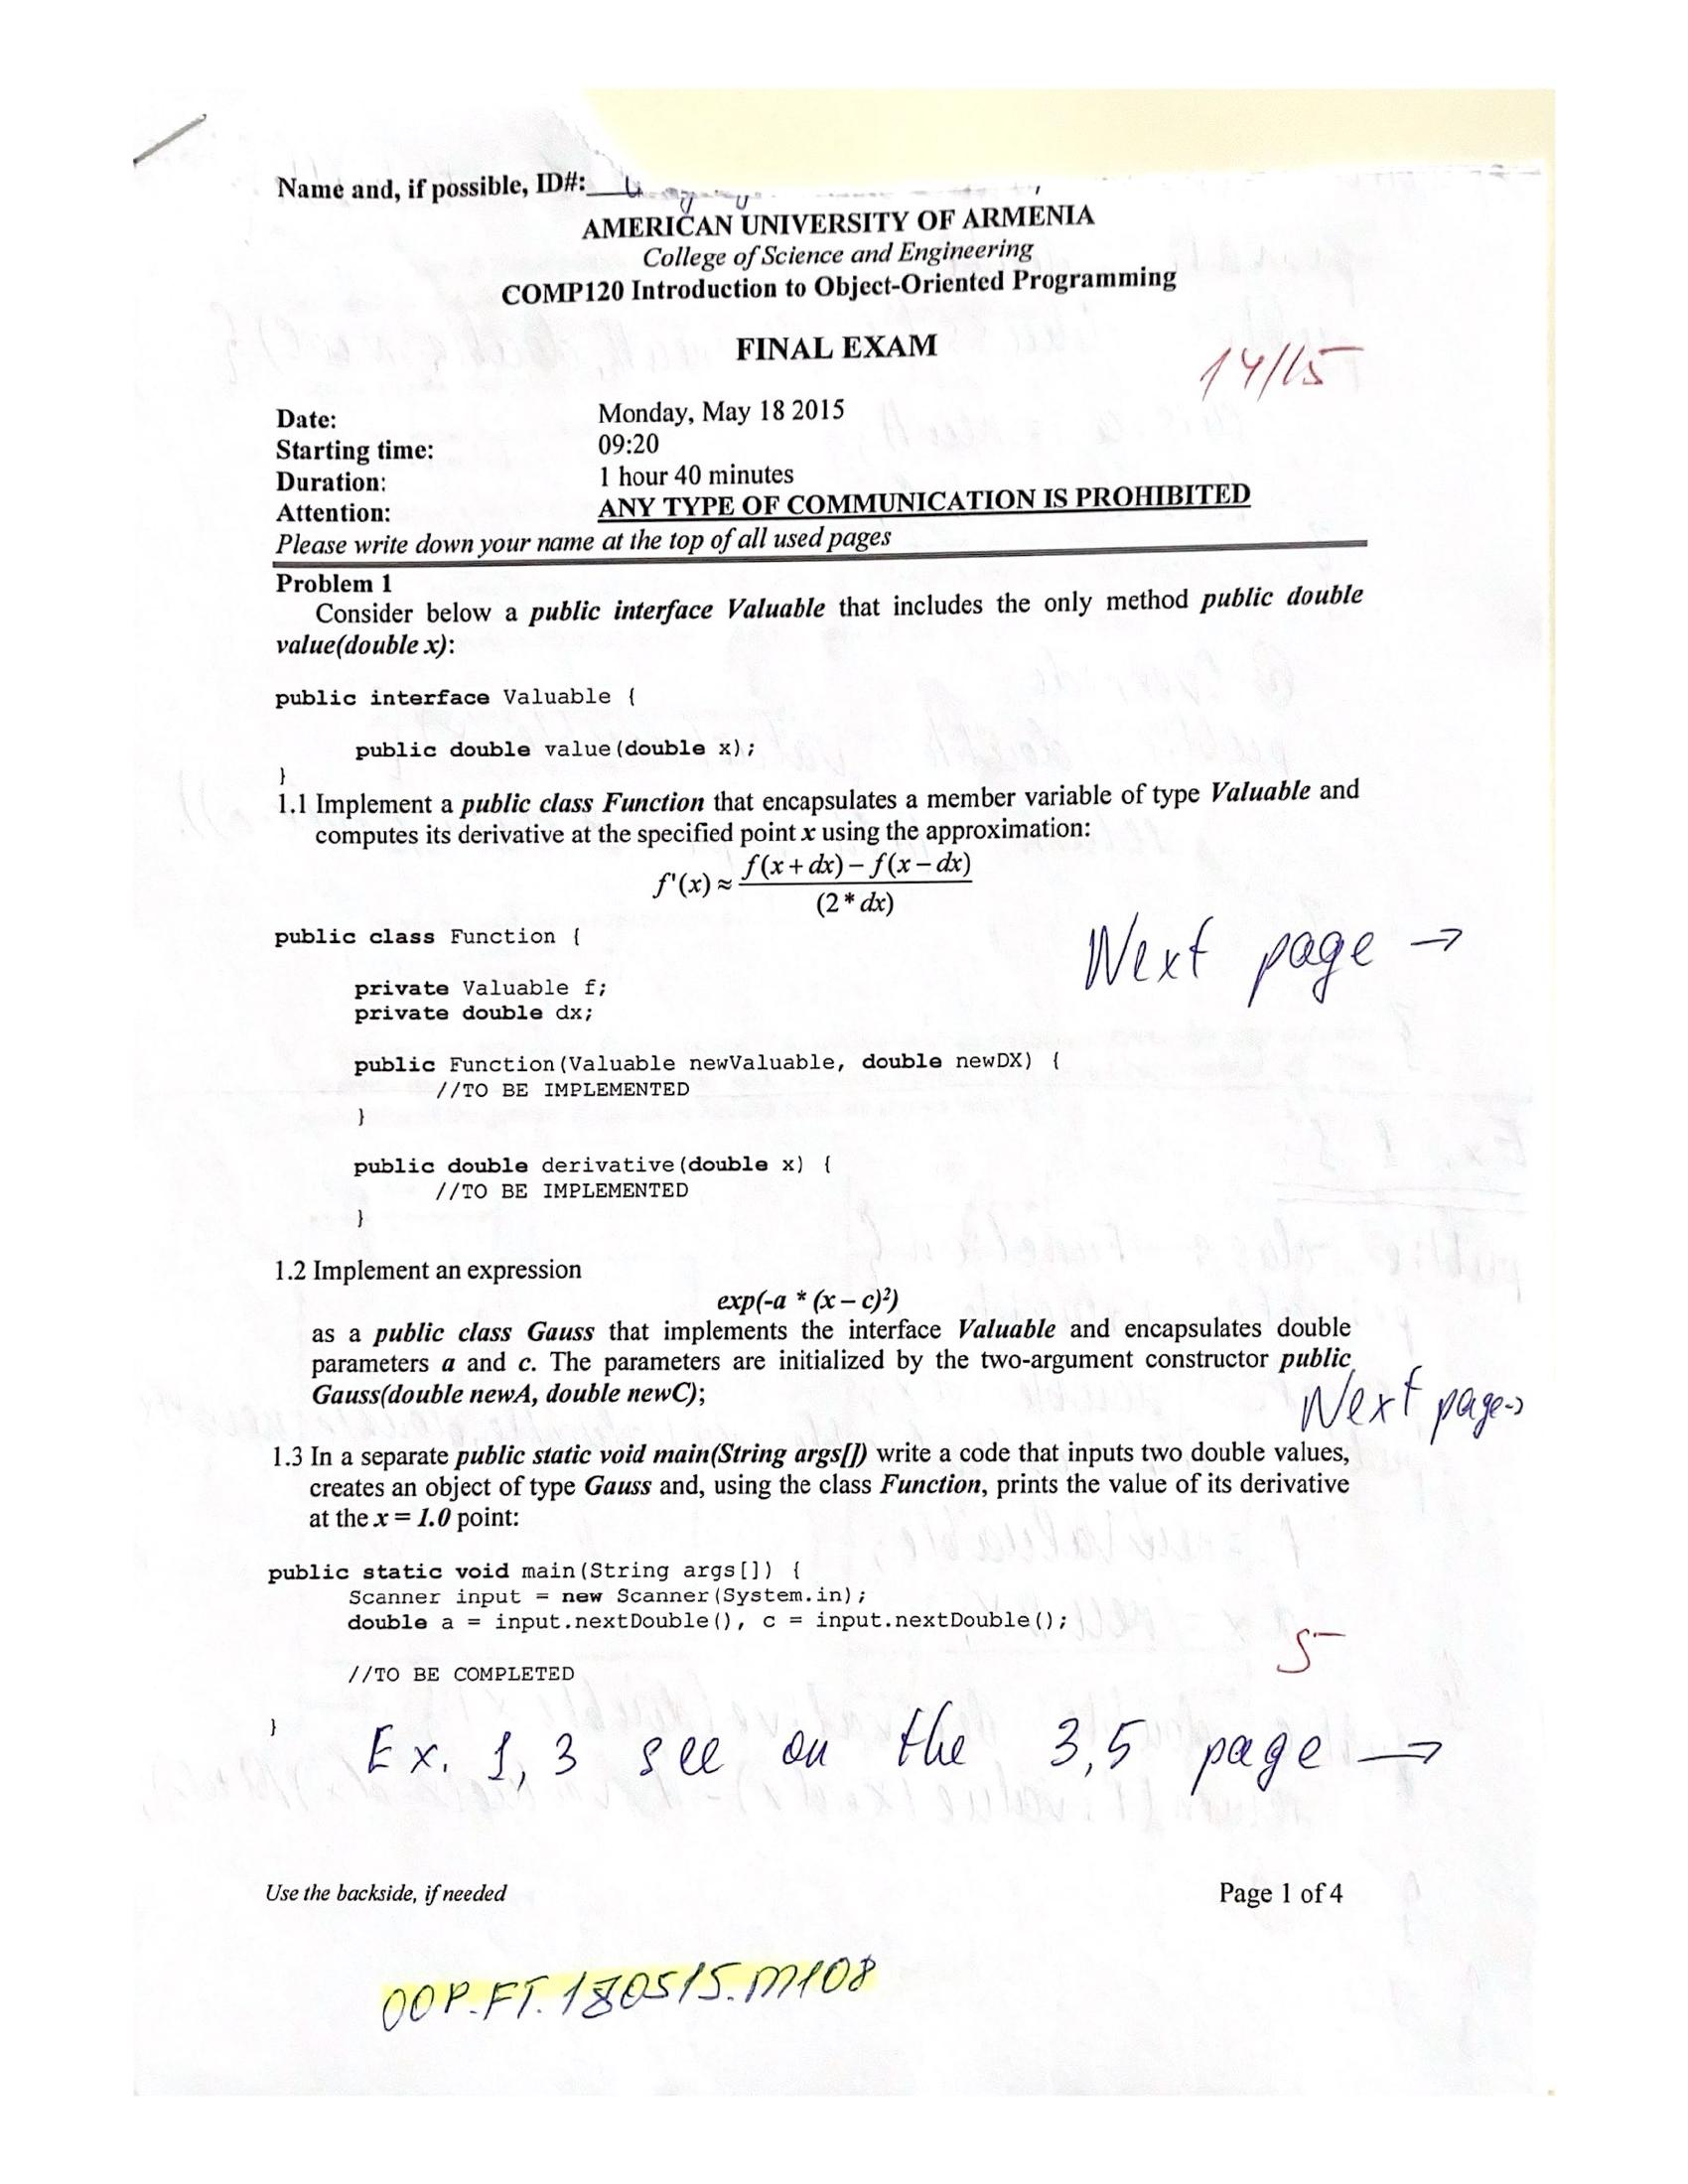 Name and, if possible, ID#:
AMERICAN UNIVERSITY OF ARMENIA
College of Science and Engineering
COMP120 Introduction to Object-Oriented Programming
FINAL EXAM
14/15
Date: Monday, May 18 2015
Starting time: 09:20
Duration: 1 hour 40 minutes
Attention: ANY TYPE OF COMMUNICATION IS PROHIBITED
Please write down your name at the top of all used pages
Problem 1
Consider below a public interface Valuable that includes the only method public double
value(double x):
public interface Valuable {
public double value(double x);
}
1.1 Implement a public class Function that encapsulates a member variable of type Valuable and
computes its derivative at the specified point x using the approximation:
f'(x) ≈ f(x + dx) – f(x – dx) / (2 * dx)
public class Function {
Next page →
private Valuable f;
private double dx;
public Function(Valuable newValuable, double newDX) {
//TO BE IMPLEMENTED
}
public double derivative(double x) {
//TO BE IMPLEMENTED
}
1.2 Implement an expression
exp(-a * (x – c)²)
as a public class Gauss that implements the interface Valuable and encapsulates double
parameters a and c. The parameters are initialized by the two-argument constructor public
Gauss(double newA, double newC);
Next page →
1.3 In a separate public static void main(String args[]) write a code that inputs two double values,
creates an object of type Gauss and, using the class Function, prints the value of its derivative
at the x = 1.0 point:
public static void main(String args[]) {
Scanner input = new Scanner(System.in);
double a = input.nextDouble(), c = input.nextDouble();
5
//TO BE COMPLETED
}
Ex. 1, 3 see on the 3,5 page →
Use the backside, if needed
Page 1 of 4
OOP.FT.180515.M108